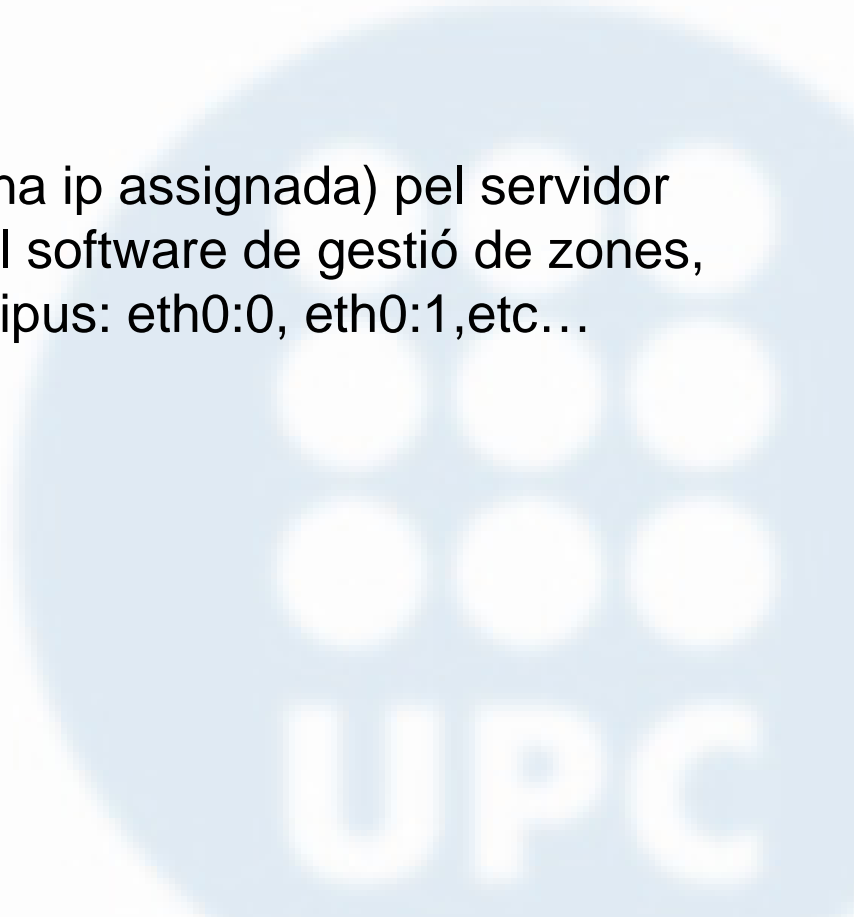 na ip assignada) pel servidor
l software de gestió de zones,
ipus: eth0:0, eth0:1,etc…
UPC